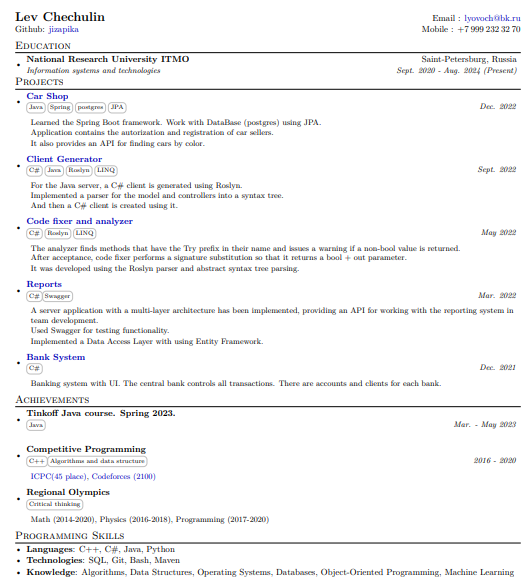 Lev Chechulin
Email : lyovoch@bk.ru
Github: jizapika
Mobile : +7 999 232 32 70
Education
National Research University ITMO
Saint-Petersburg, Russia
Information systems and technologies
Sept. 2020 - Aug. 2024 (Present)
Projects
Car Shop
Java Spring postgres JPA
Dec. 2022
Learned the Spring Boot framework. Work with DataBase (postgres) using JPA.
Application contains the autorization and registration of car sellers.
It also provides an API for finding cars by color.
Client Generator
C# Java Roslyn LINQ
Sept. 2022
For the Java server, a C# client is generated using Roslyn.
Implemented a parser for the model and controllers into a syntax tree.
And then a C# client is created using it.
Code fixer and analyzer
C# Roslyn LINQ
May 2022
The analyzer finds methods that have the Try prefix in their name and issues a warning if a non-bool value is returned.
After acceptance, code fixer performs a signature substitution so that it returns a bool + out parameter.
It was developed using the Roslyn parser and abstract syntax tree parsing.
Reports
C# Swagger
Mar. 2022
A server application with a multi-layer architecture has been implemented, providing an API for working with the reporting system in
team development.
Used Swagger for testing functionality.
Implemented a Data Access Layer with using Entity Framework.
Bank System
C#
Dec. 2021
Banking system with UI. The central bank controls all transactions. There are accounts and clients for each bank.
Achievements
Tinkoff Java course. Spring 2023.
Java
Mar. - May 2023
Competitive Programming
C++ Algorithms and data structure
2016 - 2020
ICPC(45 place), Codeforces (2100)
Regional Olympics
Critical thinking
Math (2014-2020), Physics (2016-2018), Programming (2017-2020)
Programming Skills
Languages: C++, C#, Java, Python
Technologies: SQL, Git, Bash, Maven
Knowledge: Algorithms, Data Structures, Operating Systems, Databases, Object-Oriented Programming, Machine Learning